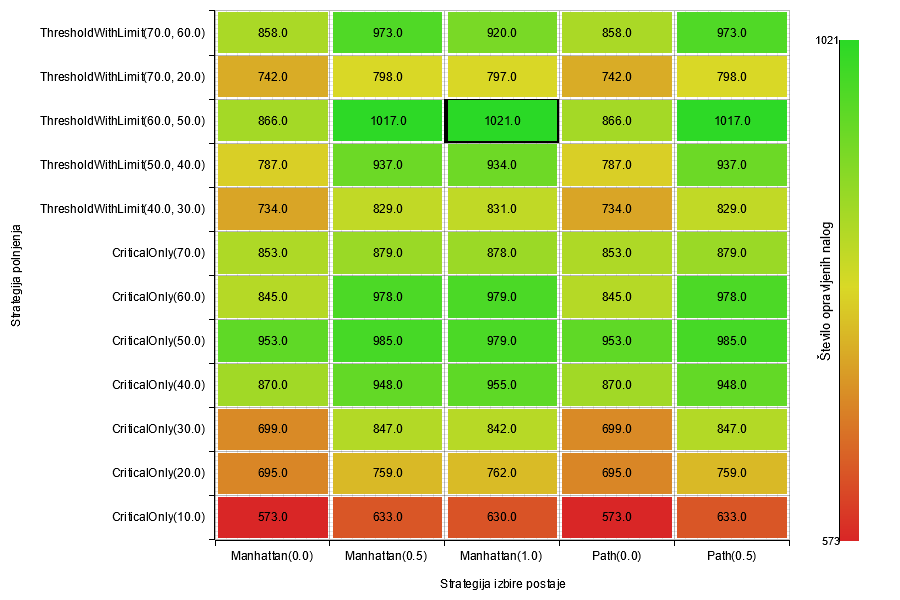 ThresholdWithLimit(70.0, 60.0) 858.0 973.0 920.0 858.0 973.0
ThresholdWithLimit(70.0, 20.0) 742.0 798.0 797.0 742.0 798.0
ThresholdWithLimit(60.0, 50.0) 866.0 1017.0 1021.0 866.0 1017.0
ThresholdWithLimit(50.0, 40.0) 787.0 937.0 934.0 787.0 937.0
ThresholdWithLimit(40.0, 30.0) 734.0 829.0 831.0 734.0 829.0
CriticalOnly(70.0) 853.0 879.0 878.0 853.0 879.0
CriticalOnly(60.0) 845.0 978.0 979.0 845.0 978.0
CriticalOnly(50.0) 953.0 985.0 979.0 953.0 985.0
CriticalOnly(40.0) 870.0 948.0 955.0 870.0 948.0
CriticalOnly(30.0) 699.0 847.0 842.0 699.0 847.0
CriticalOnly(20.0) 695.0 759.0 762.0 695.0 759.0
CriticalOnly(10.0) 573.0 633.0 630.0 573.0 633.0
Manhattan(0.0) Manhattan(0.5) Manhattan(1.0) Path(0.0) Path(0.5)
Strategija izbire postaje
Strategija polnjenja
1021
573
Število opravljenih nalog